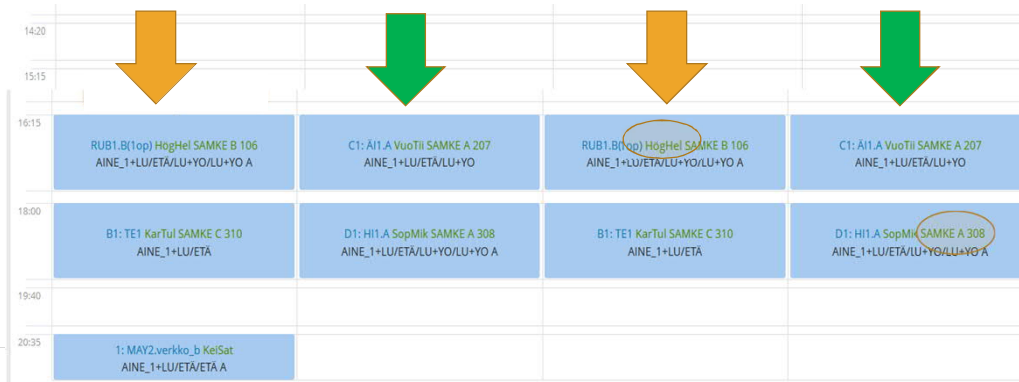 14:20
15:15
16:15
RUB1.B(1op) HögHel SAMKE B 106
AINE_1+LU/ETÄ/LU+YO/LU+YO A
C1: ÄI1.A VuoTii SAMKE A 207
AINE_1+LU/ETÄ/LU+YO
RUB1.B(1op) HögHel SAMKE B 106
AINE_1+LU/ETÄ/LU+YO/LU+YO A
C1: ÄI1.A VuoTii SAMKE A 207
AINE_1+LU/ETÄ/LU+YO
18:00
B1: TE1 KarTul SAMKE C 310
AINE_1+LU/ETÄ
D1: HI1.A SopMik SAMKE A 308
AINE_1+LU/ETÄ/LU+YO/LU+YO A
B1: TE1 KarTul SAMKE C 310
AINE_1+LU/ETÄ
D1: HI1.A SopMik SAMKE A 308
AINE_1+LU/ETÄ/LU+YO/LU+YO A
19:40
20:35
1: MAY2.verkko_b KeiSat
AINE_1+LU/ETÄ/ETÄ A